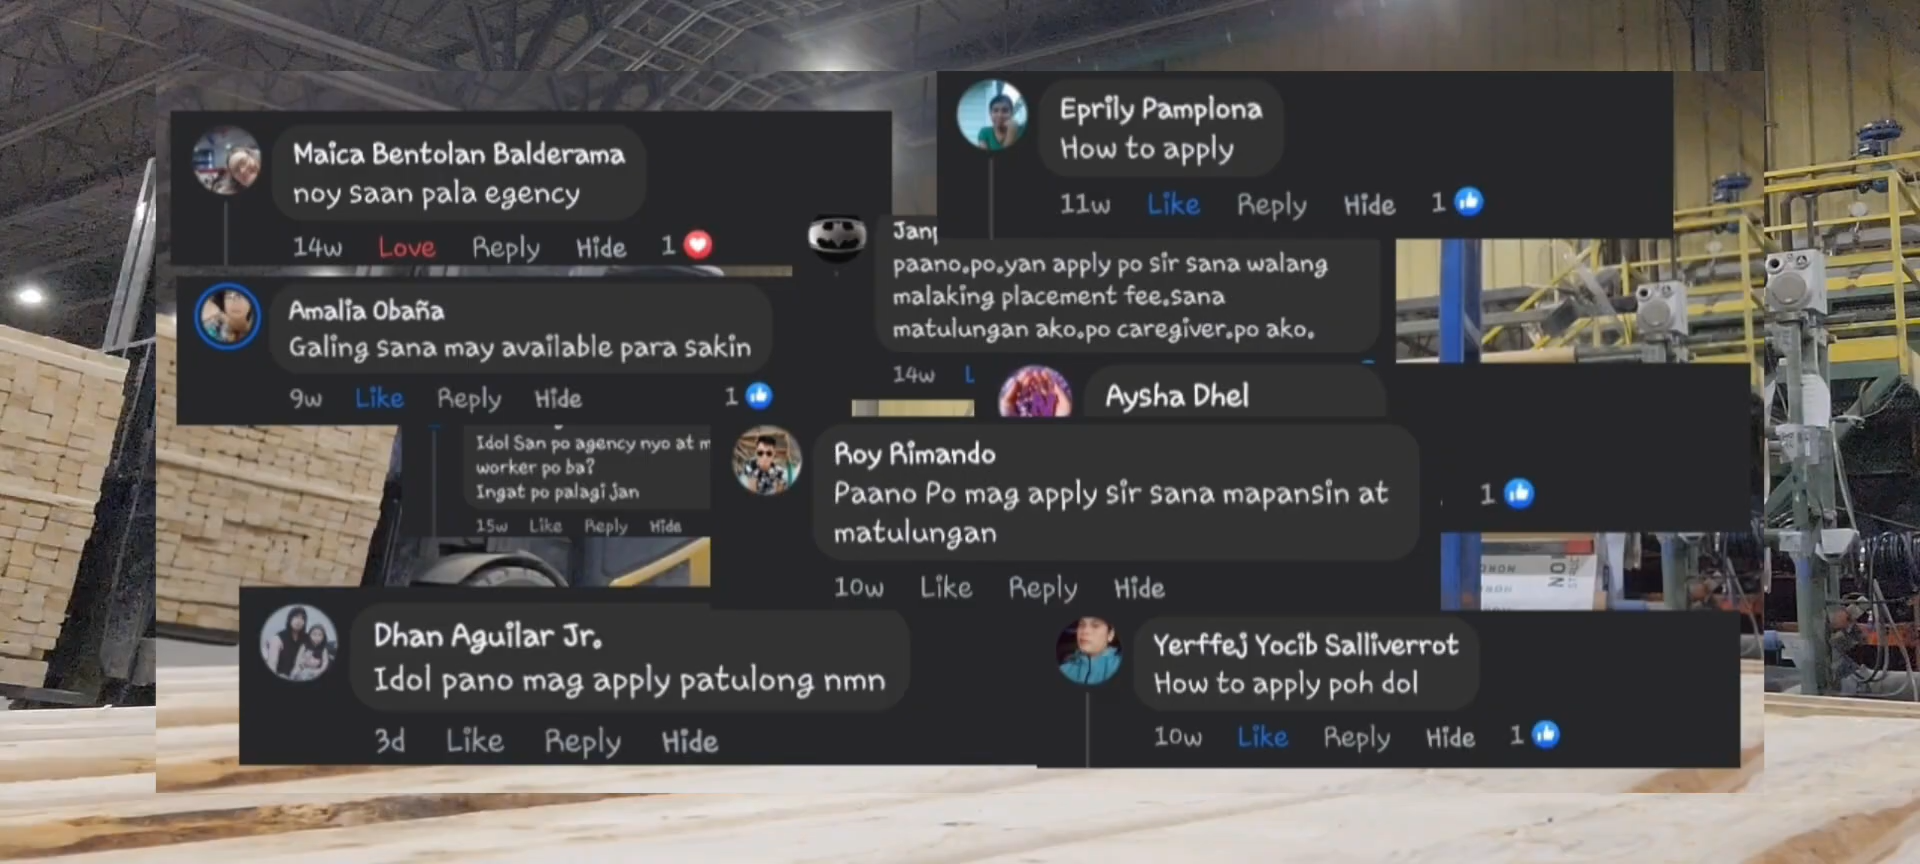 Maica Bentolan Balderama
noy saan pala egency
14w Love Reply Hide 1
Eprily Pamplona
How to apply
11w Like Reply Hide 1
paano.po.yan apply po sir sana walang
malaking placement fee.sana
matulungan ako.po caregiver.po ako.
14w
Amalia Obaña
Galing sana may available para sakin
9w Like Reply Hide 1
Aysha Dhel
1
Idol San po agency nyo at
worker po ba?
Ingat po palagi jan
15w Like Reply Hide
Roy Rimando
Paano Po mag apply sir sana mapansin at
matulungan
10w Like Reply Hide
Dhan Aguilar Jr.
Idol pano mag apply patulong nmn
3d Like Reply Hide
Yerffej Yocib Salliverrot
How to apply poh dol
10w Like Reply Hide 1